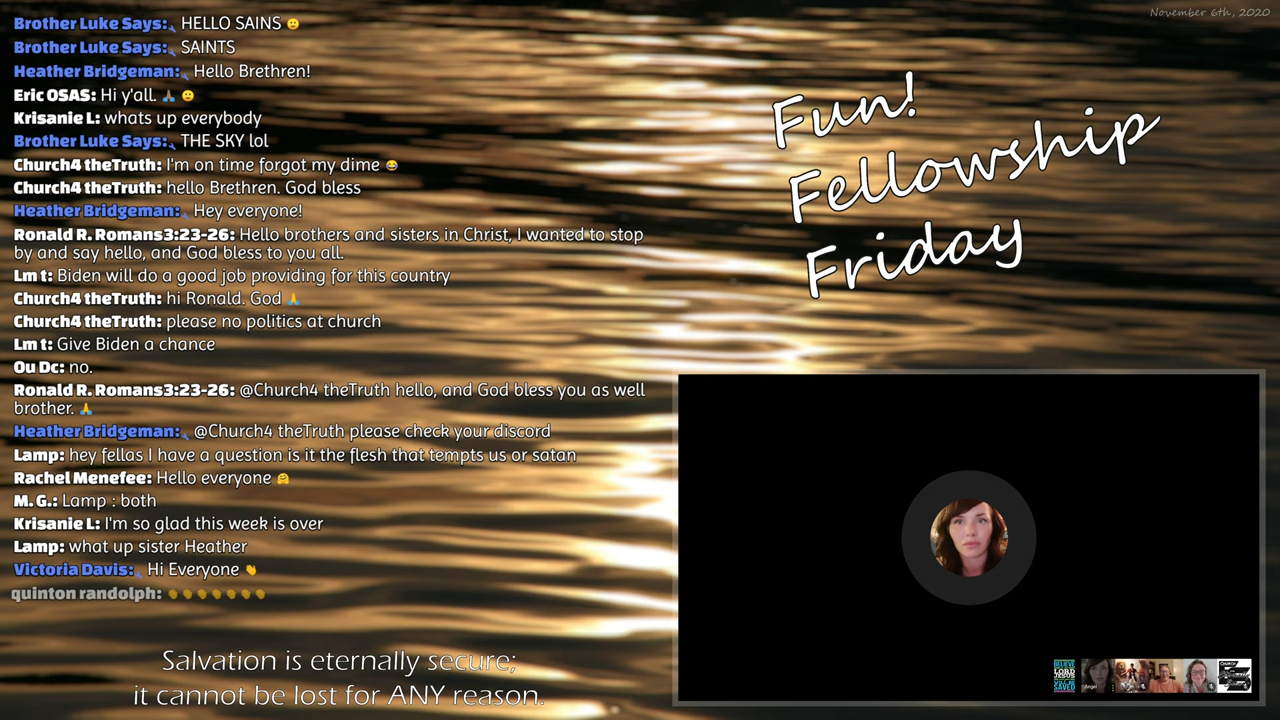 November 6th, 2020
Brother Luke Says: HELLO SAINS
Brother Luke Says: SAINTS
Heather Bridgeman: Hello Brethren!
Eric OSAS: Hi y'all.
Krisanie L: whats up everybody
Brother Luke Says: THE SKY lol
Church4 theTruth: I'm on time forgot my dime
Church4 theTruth: hello Brethren. God bless
Heather Bridgeman: Hey everyone!
Ronald R. Romans3:23-26: Hello brothers and sisters in Christ, I wanted to stop
by and say hello, and God bless to you all.
Lm t: Biden will do a good job providing for this country
Church4 theTruth: hi Ronald. God
Church4 theTruth: please no politics at church
Lm t: Give Biden a chance
Ou Dc: no.
Ronald R. Romans3:23-26: @Church4 theTruth hello, and God bless you as well
brother.
Heather Bridgeman: @Church4 theTruth please check your discord
Lamp: hey fellas I have a question is it the flesh that tempts us or satan
Rachel Menefee: Hello everyone
M. G.: Lamp : both
Krisanie L: I'm so glad this week is over
Lamp: what up sister Heather
Victoria Davis: Hi Everyone
quinton randolph:
Salvation is eternally secure;
it cannot be lost for ANY reason.
Fun!
Fellowship
Friday
BELIEVE
LORD
JESUS
SAVED
Angel
CHURCH